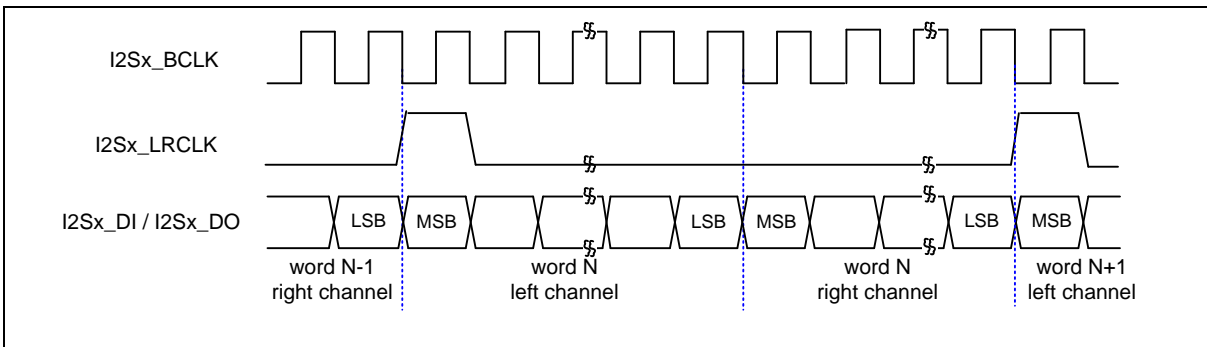 I2Sx_BCLK
I2Sx_LRCLK
I2Sx_DI / I2Sx_DO
LSB MSB LSB MSB LSB MSB
word N-1 word N word N word N+1
right channel left channel right channel left channel